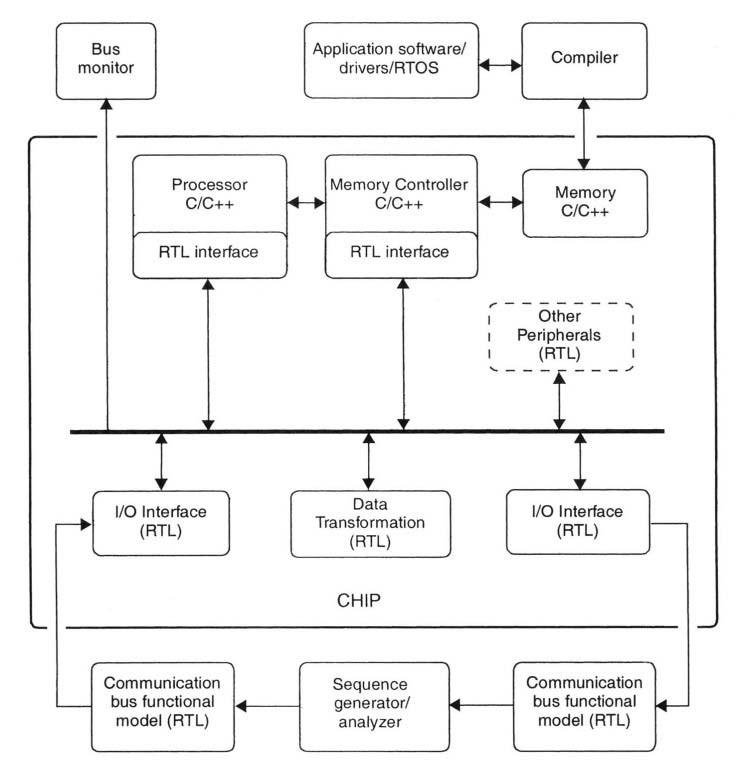 Bus
monitor
Application software/
drivers/RTOS
Compiler
Processor
C/C++
RTL interface
Memory Controller
C/C++
RTL interface
Memory
C/C++
Other
Peripherals
(RTL)
I/O Interface
(RTL)
Data
Transformation
(RTL)
I/O Interface
(RTL)
CHIP
Communication
bus functional
model (RTL)
Sequence
generator/
analyzer
Communication
bus functional
model (RTL)